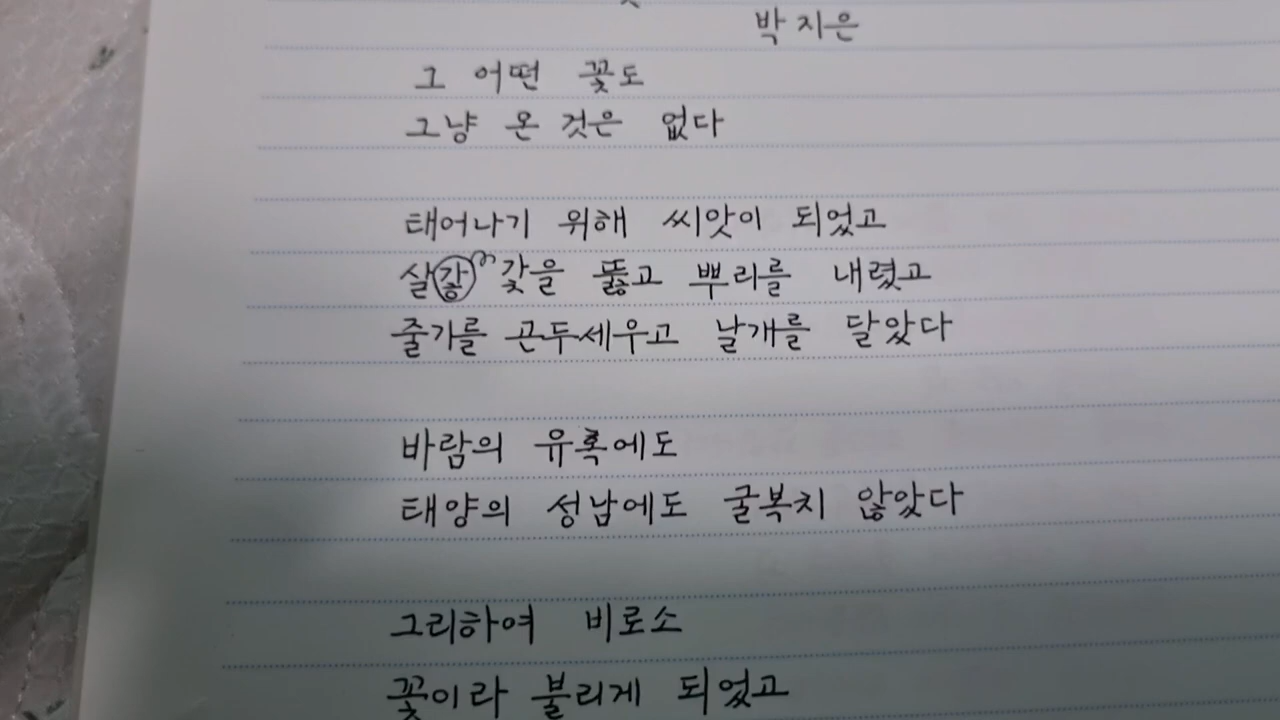 박지은
그 어떤 꽃도
그냥 온 것은 없다
태어나기 위해 씨앗이 되었고
살갗을 뚫고 뿌리를 내렸고
줄기를 곤두세우고 날개를 달았다
바람의 유혹에도
태양의 성남에도 굴복치 않았다
그리하여 비로소
꽃이라 불리게 되었고